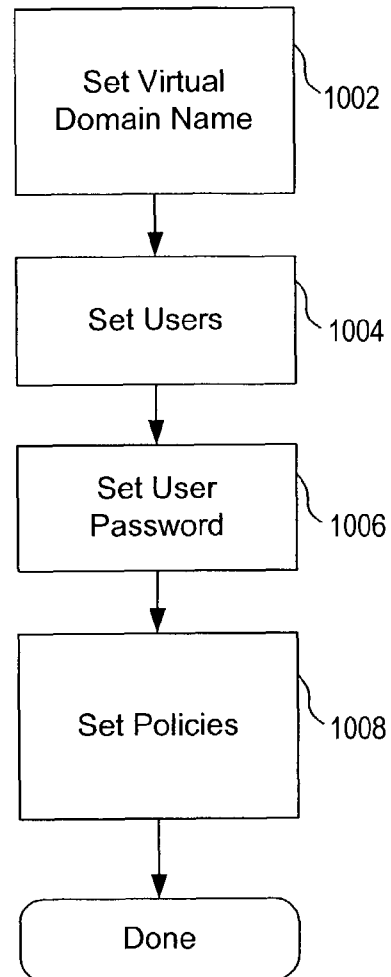 Set Virtual
Domain Name
1002
Set Users
1004
Set User
Password
1006
Set Policies
1008
Done